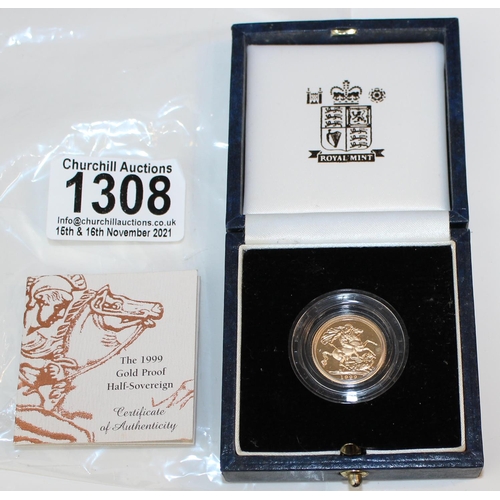 Churchill Auctions
1308
Info@churchillauctions.co.uk
15th & 16th November 2021
ROYAL MINT
The 1999
Gold Proof
Half-Sovereign
Certificate
of Authenticity
1999